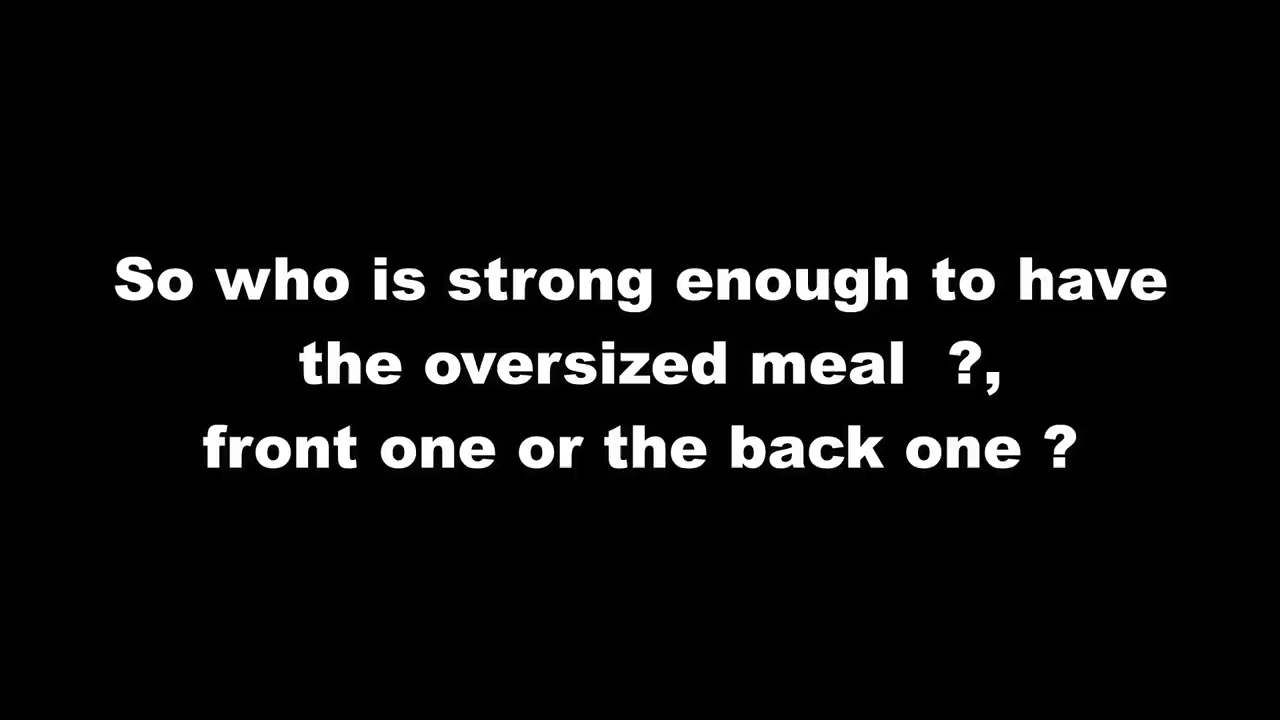 So who is strong enough to have
the oversized meal  ?,
front one or the back one ?